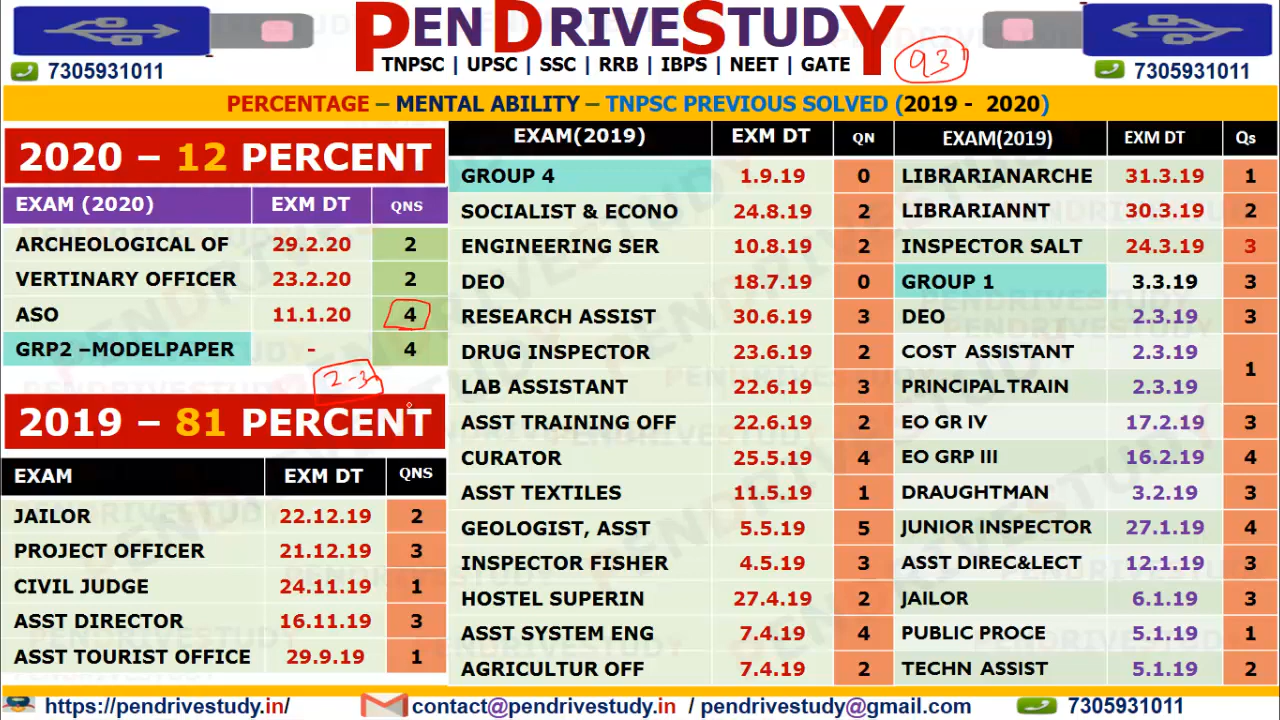 PENDRIVESTUDY
TNPSC | UPSC | SSC | RRB | IBPS | NEET | GATE
93
7305931011
7305931011
PERCENTAGE – MENTAL ABILITY – TNPSC PREVIOUS SOLVED (2019 - 2020)
2020 – 12 PERCENT
EXAM (2020) EXM DT QNS
ARCHEOLOGICAL OF 29.2.20 2
VERTINARY OFFICER 23.2.20 2
ASO 11.1.20 4
GRP2 -MODELPAPER - 4
2-3
2019 – 81 PERCENT
EXAM EXM DT QNS
JAILOR 22.12.19 2
PROJECT OFFICER 21.12.19 3
CIVIL JUDGE 24.11.19 1
ASST DIRECTOR 16.11.19 3
ASST TOURIST OFFICE 29.9.19 1
EXAM(2019) EXM DT QN
GROUP 4 1.9.19 0
SOCIALIST & ECONO 24.8.19 2
ENGINEERING SER 10.8.19 2
DEO 18.7.19 0
RESEARCH ASSIST 30.6.19 3
DRUG INSPECTOR 23.6.19 2
LAB ASSISTANT 22.6.19 3
ASST TRAINING OFF 22.6.19 2
CURATOR 25.5.19 4
ASST TEXTILES 11.5.19 1
GEOLOGIST, ASST 5.5.19 5
INSPECTOR FISHER 4.5.19 3
HOSTEL SUPERIN 27.4.19 2
ASST SYSTEM ENG 7.4.19 4
AGRICULTUR OFF 7.4.19 2
EXAM(2019) EXM DT Qs
LIBRARIANARCHE 31.3.19 1
LIBRARIANNT 30.3.19 2
INSPECTOR SALT 24.3.19 3
GROUP 1 3.3.19 3
DEO 2.3.19 3
COST ASSISTANT 2.3.19 1
PRINCIPAL TRAIN 2.3.19
EO GR IV 17.2.19 3
EO GRP III 16.2.19 4
DRAUGHTMAN 3.2.19 3
JUNIOR INSPECTOR 27.1.19 4
ASST DIREC&LECT 12.1.19 3
JAILOR 6.1.19 3
PUBLIC PROCE 5.1.19 1
TECHN ASSIST 5.1.19 2
https://pendrivestudy.in/ contact@pendrivestudy.in / pendrivestudy@gmail.com 7305931011